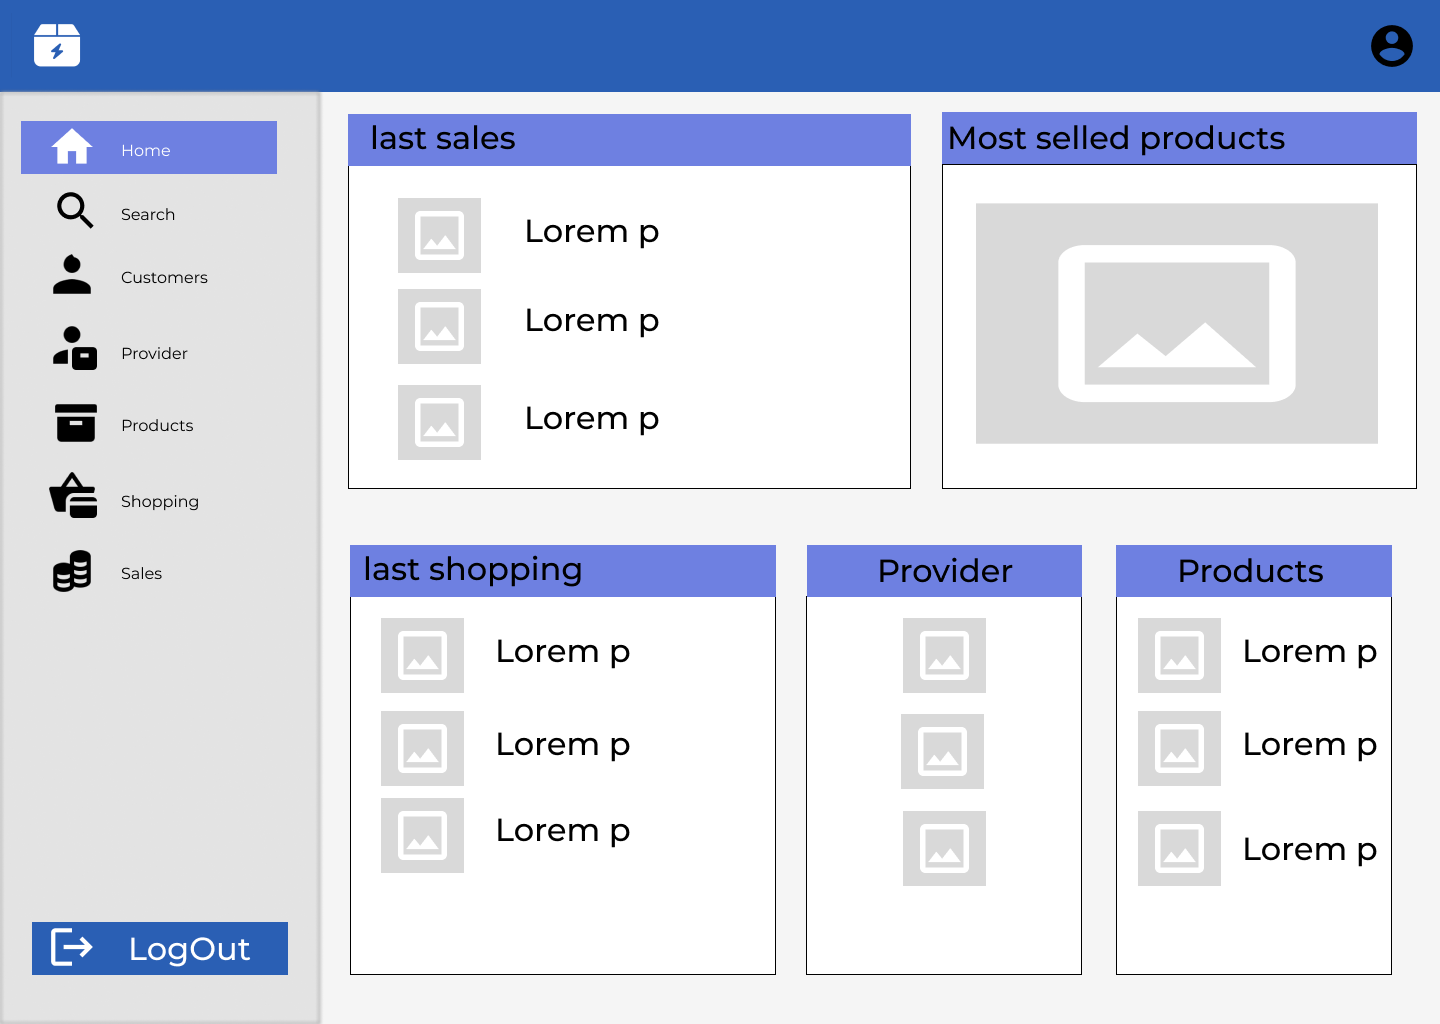 Home
Search
Customers
Provider
Products
Shopping
Sales
LogOut
last sales
Lorem p
Lorem p
Lorem p
Most selled products
last shopping
Lorem p
Lorem p
Lorem p
Provider
Products
Lorem p
Lorem p
Lorem p